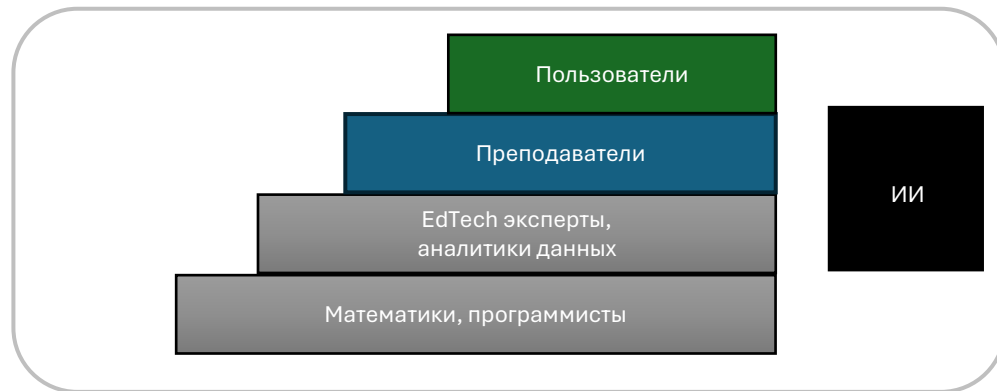 Пользователи
Преподаватели
ИИ
EdTech эксперты,
аналитики данных
Математики, программисты